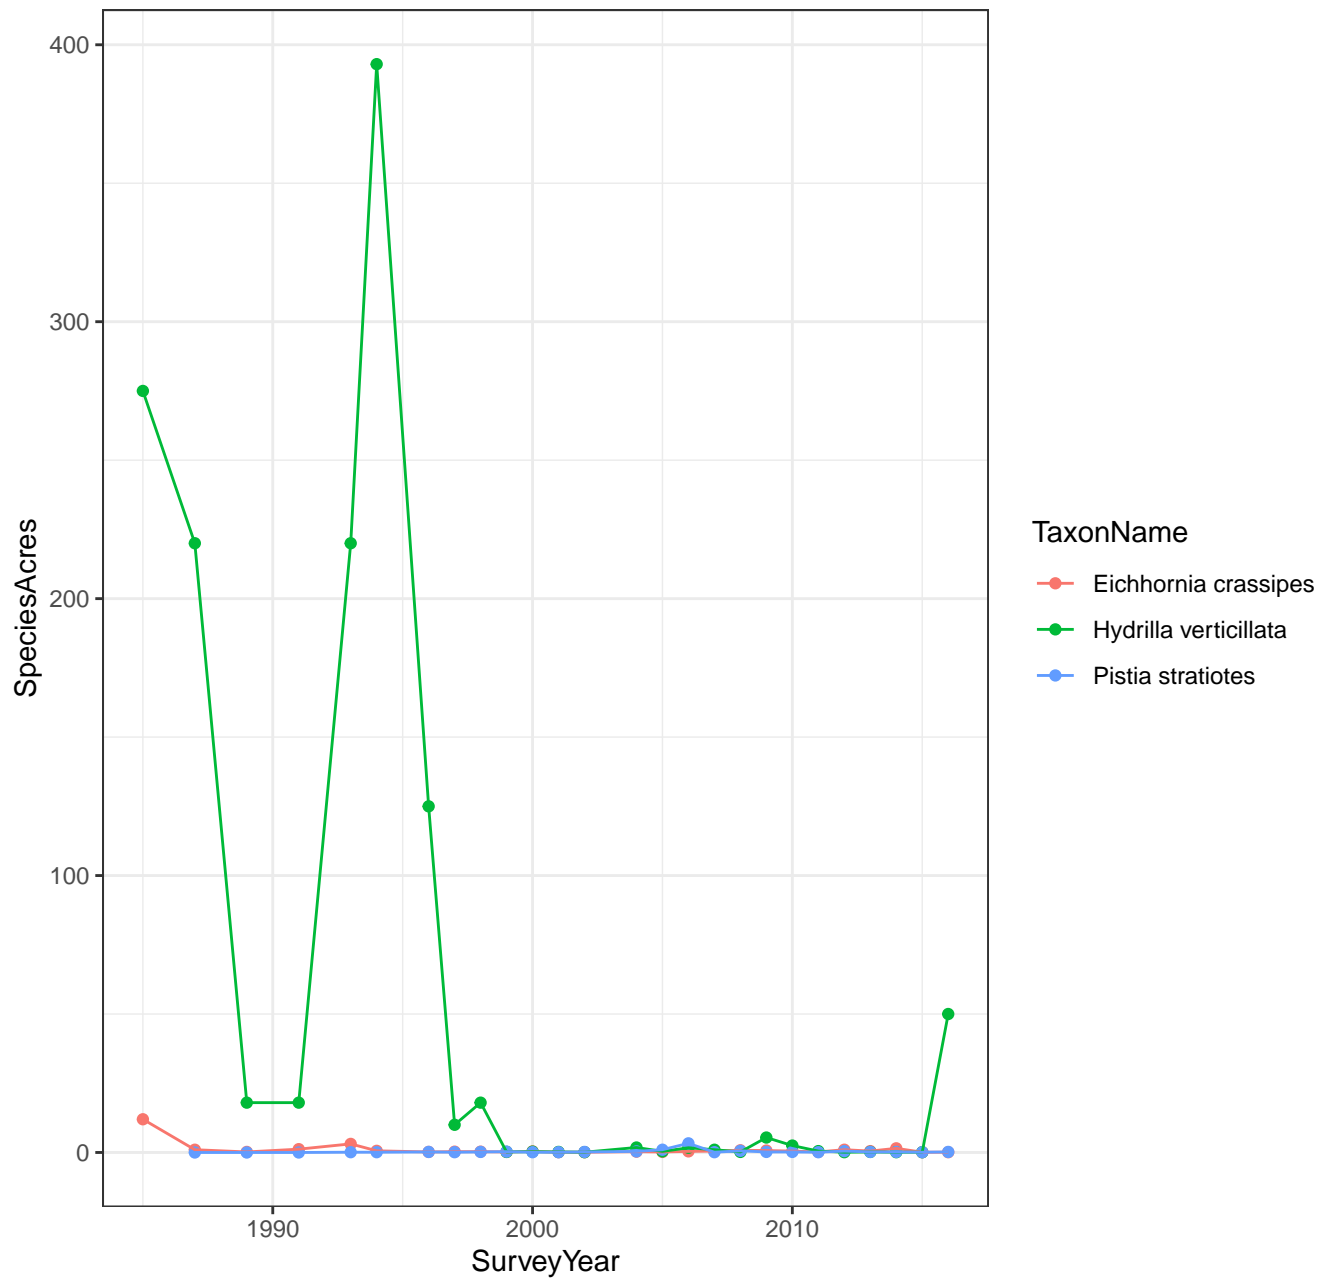 400
300
200
100
0
SpeciesAcres
1990
2000
2010
SurveyYear
TaxonName
Eichhornia crassipes
Hydrilla verticillata
Pistia stratiotes